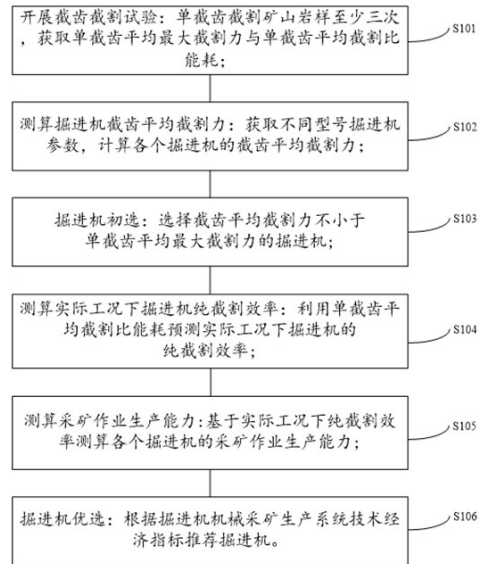 开展截齿截割试验：单截齿截割矿山岩样至少三次
，获取单截齿平均最大截割力与单截齿平均截割比
能耗；
S101
测算掘进机截齿平均截割力：获取不同型号掘进机
参数，计算各个掘进机的截齿平均截割力；
S102
掘进机初选：选择截齿平均截割力不小于
单截齿平均最大截割力的掘进机；
S103
测算实际工况下掘进机纯截割效率：利用单截齿平
均截割比能耗预测实际工况下掘进机的
纯截割效率；
S104
测算采矿作业生产能力:基于实际工况下纯截割效
率测算各个掘进机的采矿作业生产能力；
S105
掘进机优选：根据掘进机机械采矿生产系统技术经
济指标推荐掘进机。
S106